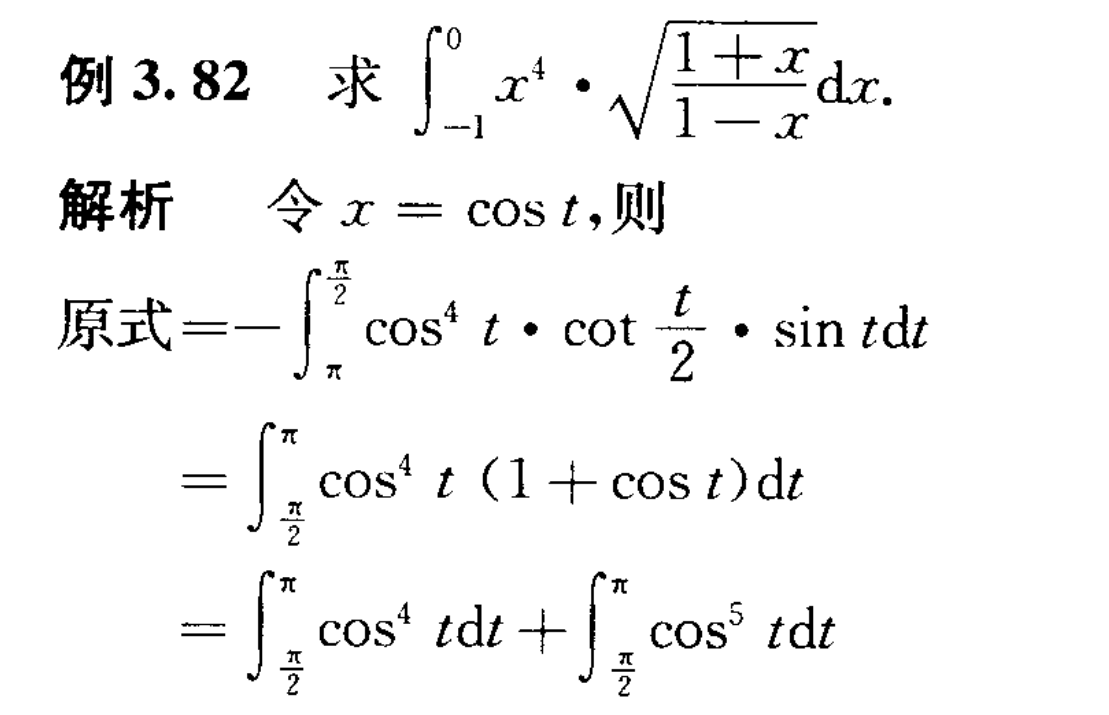 例 3.82 求 $\int_{-1}^{0} x^4 \cdot \sqrt{\frac{1+x}{1-x}} \mathrm{d}x.$
解析 令 $x = \cos t$,则
原式$= -\int_{\pi}^{\frac{\pi}{2}} \cos^4 t \cdot \cot \frac{t}{2} \cdot \sin t \mathrm{d}t$
$= \int_{\frac{\pi}{2}}^{\pi} \cos^4 t (1 + \cos t) \mathrm{d}t$
$= \int_{\frac{\pi}{2}}^{\pi} \cos^4 t \mathrm{d}t + \int_{\frac{\pi}{2}}^{\pi} \cos^5 t \mathrm{d}t$